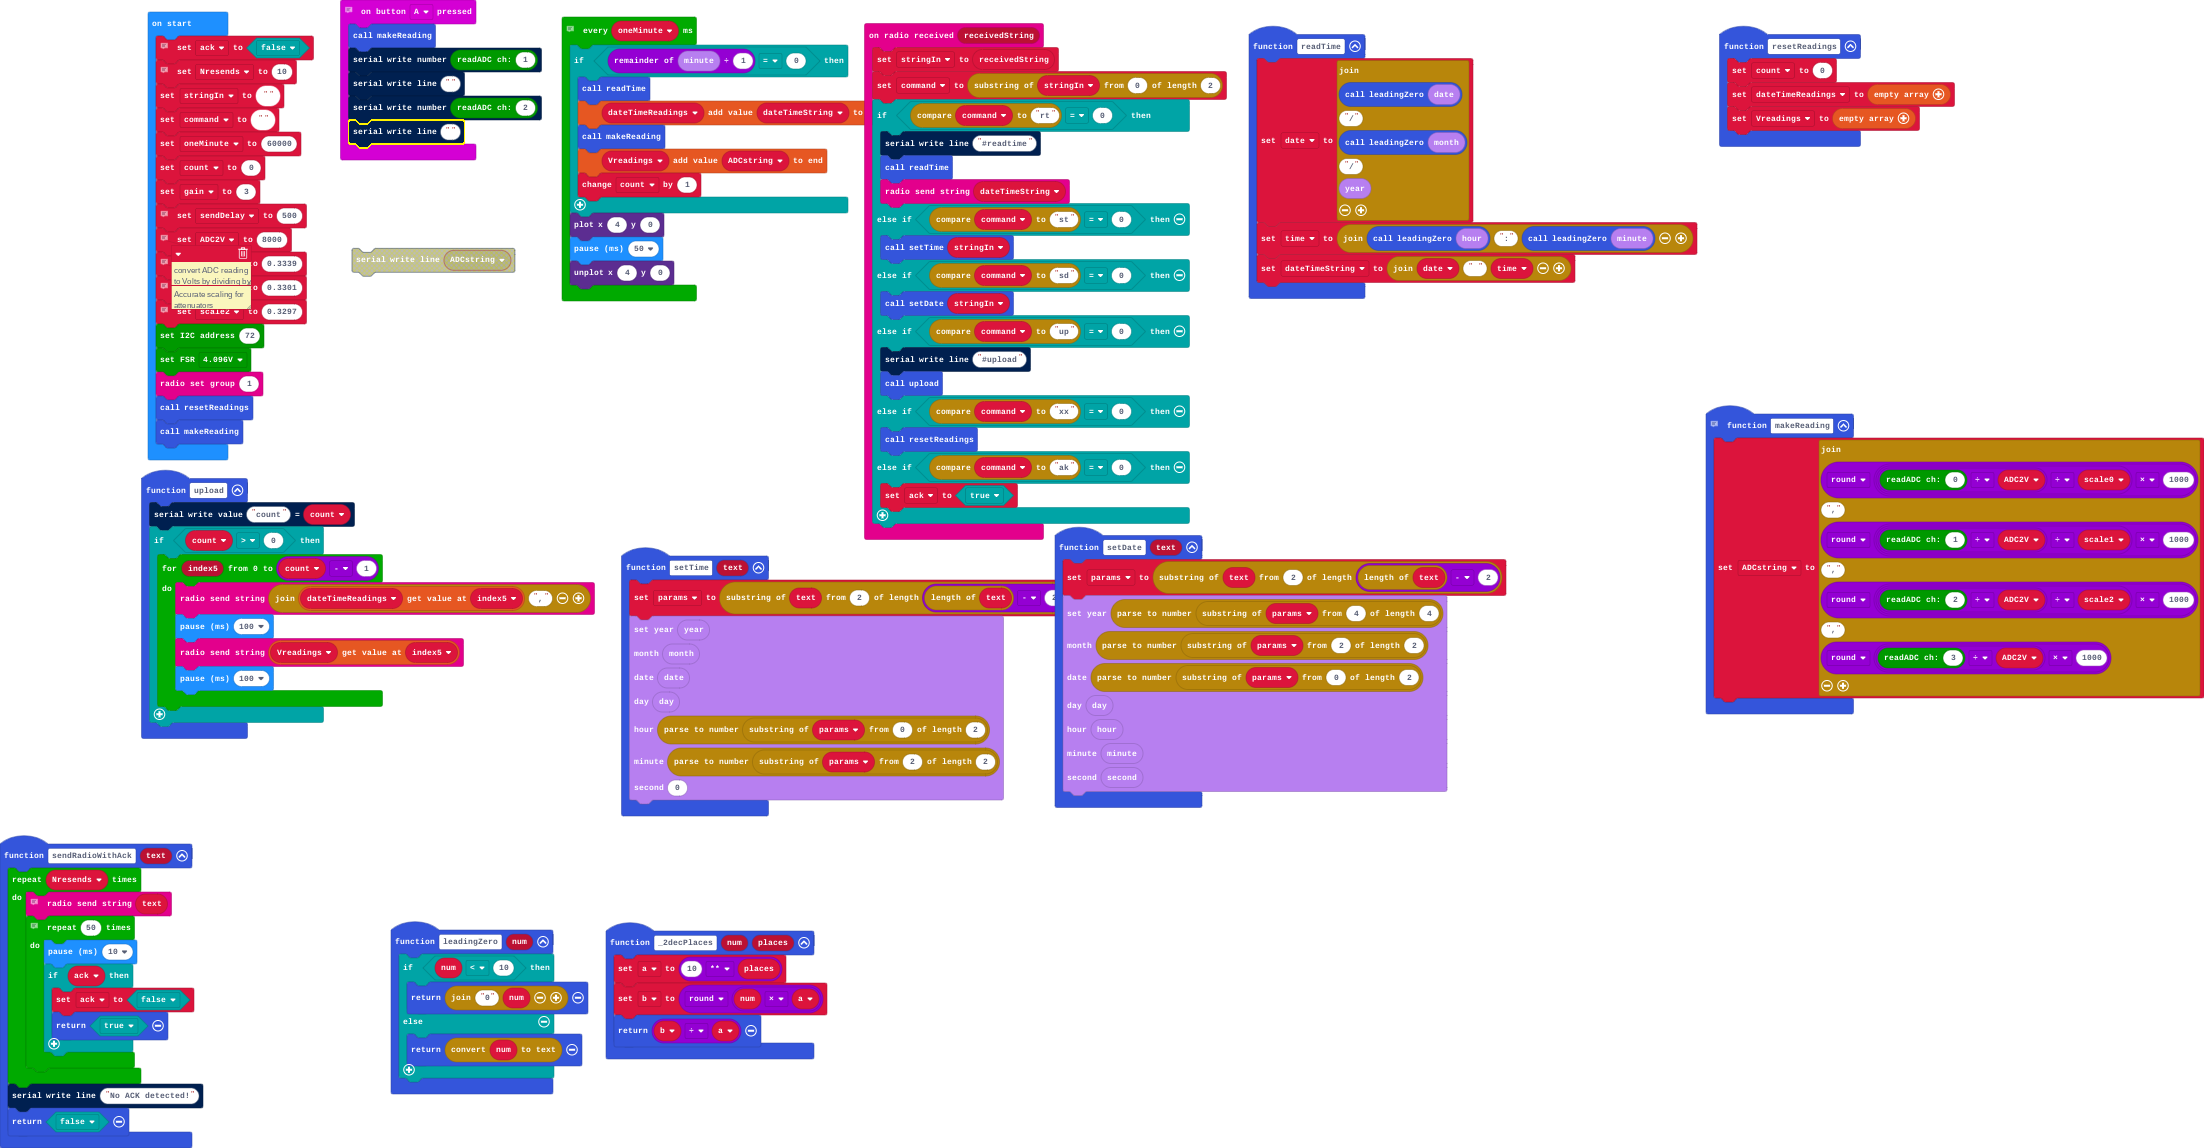 on start
set ack to false
set Nresends to 10
set stringIn to ""
set command to ""
set oneMinute to 60000
set count to 0
set gain to 3
set sendDelay to 500
set ADC2V to 8000
o 0.3339
convert ADC reading
to Volts by dividing by
o 0.3301
Accurate scaling for
attenuators
set scale2 to 0.3297
set I2C address 72
set FSR 4.096V
radio set group 1
call resetReadings
call makeReading
on button A pressed
call makeReading
serial write number readADC ch: 1
serial write line ""
serial write number readADC ch: 2
serial write line ""
serial write line ADCstring
every oneMinute ms
if remainder of minute ÷ 1 = 0 then
call readTime
dateTimeReadings add value dateTimeString to
call makeReading
Vreadings add value ADCstring to end
change count by 1
plot x 4 y 0
pause (ms) 50
unplot x 4 y 0
on radio received receivedString
set stringIn to receivedString
set command to substring of stringIn from 0 of length 2
if compare command to "rt" = 0 then
serial write line "#readtime"
call readTime
radio send string dateTimeString
else if compare command to "st" = 0 then
call setTime stringIn
else if compare command to "sd" = 0 then
call setDate stringIn
else if compare command to "up" = 0 then
serial write line "#upload"
call upload
else if compare command to "xx" = 0 then
call resetReadings
else if compare command to "ak" = 0 then
set ack to true
function readTime
set date to join
call leadingZero date
"/"
call leadingZero month
"/"
year
set time to join call leadingZero hour ":" call leadingZero minute
set dateTimeString to join date " " time
function resetReadings
set count to 0
set dateTimeReadings to empty array
set Vreadings to empty array
function makeReading
set ADCstring to join
round readADC ch: 0 ÷ ADC2V ÷ scale0 × 1000
","
round readADC ch: 1 ÷ ADC2V ÷ scale1 × 1000
","
round readADC ch: 2 ÷ ADC2V ÷ scale2 × 1000
","
round readADC ch: 3 ÷ ADC2V × 1000
function upload
serial write value "count" = count
if count > 0 then
for index5 from 0 to count - 1
do
radio send string join dateTimeReadings get value at index5 ","
pause (ms) 100
radio send string Vreadings get value at index5
pause (ms) 100
function setTime text
set params to substring of text from 2 of length length of text - 2
set year year
month month
date date
day day
hour parse to number substring of params from 0 of length 2
minute parse to number substring of params from 2 of length 2
second 0
function setDate text
set params to substring of text from 2 of length length of text - 2
set year parse to number substring of params from 4 of length 4
month parse to number substring of params from 2 of length 2
date parse to number substring of params from 0 of length 2
day day
hour hour
minute minute
second second
function sendRadioWithAck text
repeat Nresends times
do
radio send string text
repeat 50 times
do
pause (ms) 10
if ack then
set ack to false
return true
serial write line "No ACK detected!"
return false
function leadingZero num
if num < 10 then
return join "0" num
else
return convert num to text
function _2decPlaces num places
set a to 10 ** places
set b to round num × a
return b ÷ a